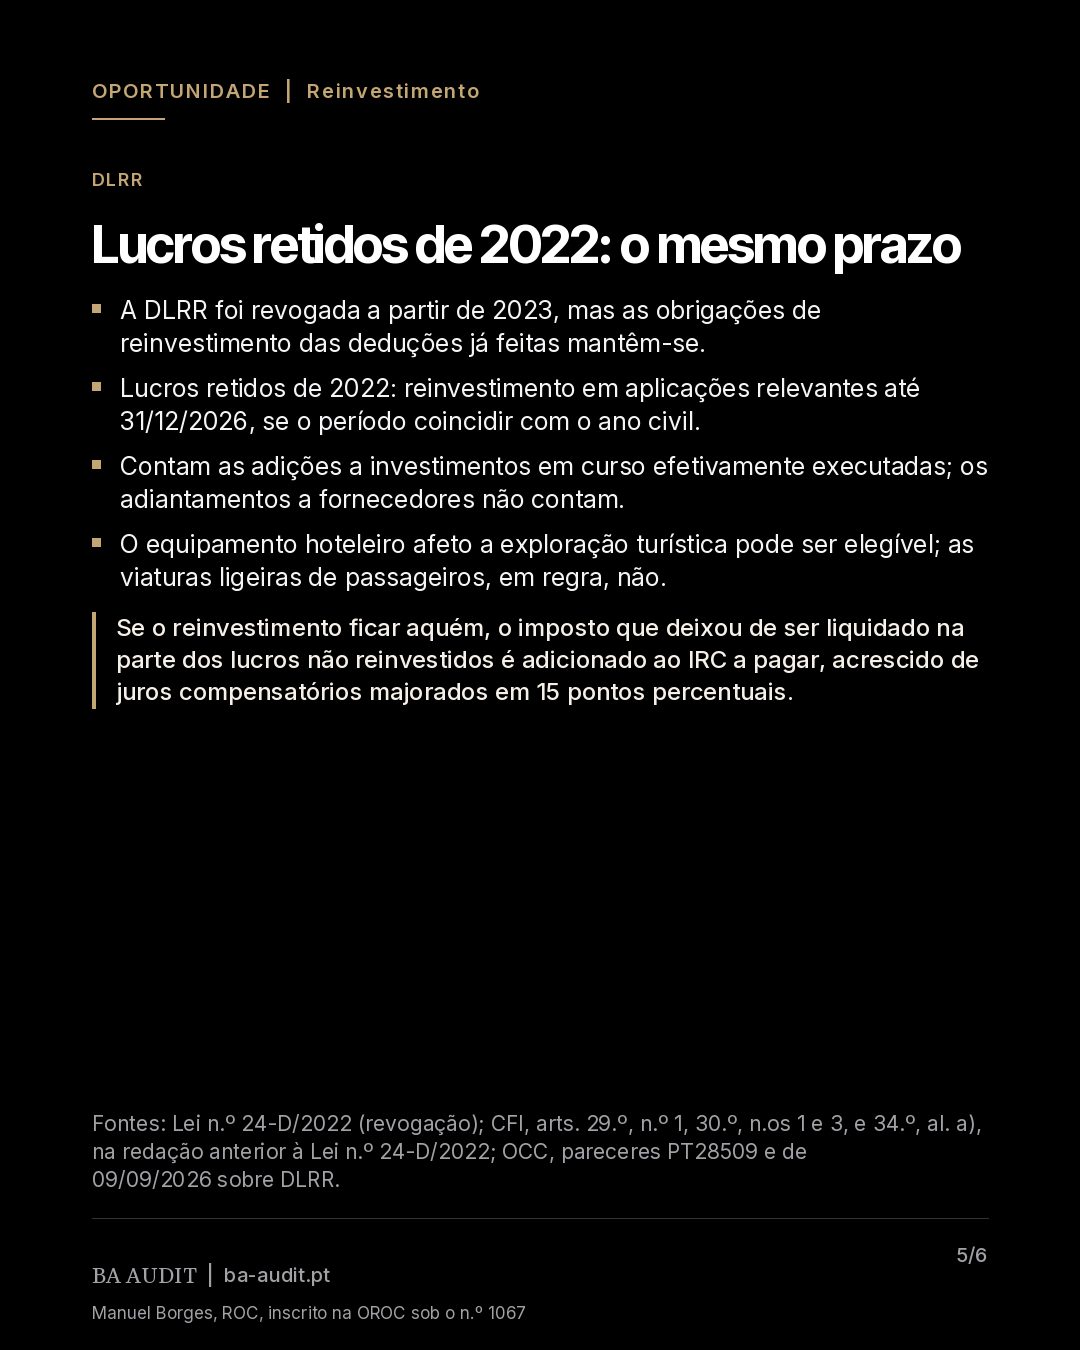 OPORTUNIDADE | Reinvestimento
DLRR
Lucros retidos de 2022: o mesmo prazo
A DLRR foi revogada a partir de 2023, mas as obrigações de
reinvestimento das deduções já feitas mantêm-se.
Lucros retidos de 2022: reinvestimento em aplicações relevantes até
31/12/2026, se o período coincidir com o ano civil.
Contam as adições a investimentos em curso efetivamente executadas; os
adiantamentos a fornecedores não contam.
O equipamento hoteleiro afeto a exploração turística pode ser elegível; as
viaturas ligeiras de passageiros, em regra, não.
Se o reinvestimento ficar aquém, o imposto que deixou de ser liquidado na
parte dos lucros não reinvestidos é adicionado ao IRC a pagar, acrescido de
juros compensatórios majorados em 15 pontos percentuais.
Fontes: Lei n.º 24-D/2022 (revogação); CFI, arts. 29.º, n.º 1, 30.º, n.os 1 e 3, e 34.º, al. a),
na redação anterior à Lei n.º 24-D/2022; OCC, pareceres PT28509 e de
09/09/2026 sobre DLRR.
5/6
BA AUDIT | ba-audit.pt
Manuel Borges, ROC, inscrito na OROC sob o n.º 1067